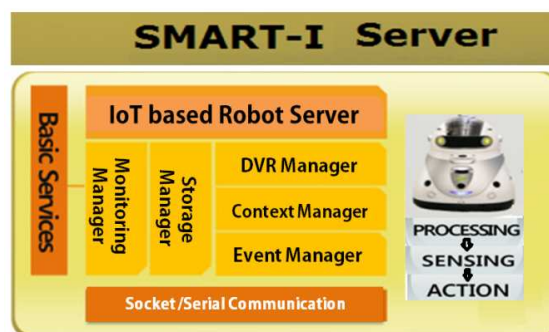 SMART-I Server
Basic Services
IoT based Robot Server
Monitoring
Manager
Storage
Manager
DVR Manager
Context Manager
Event Manager
Socket/Serial Communication
PROCESSING
SENSING
ACTION